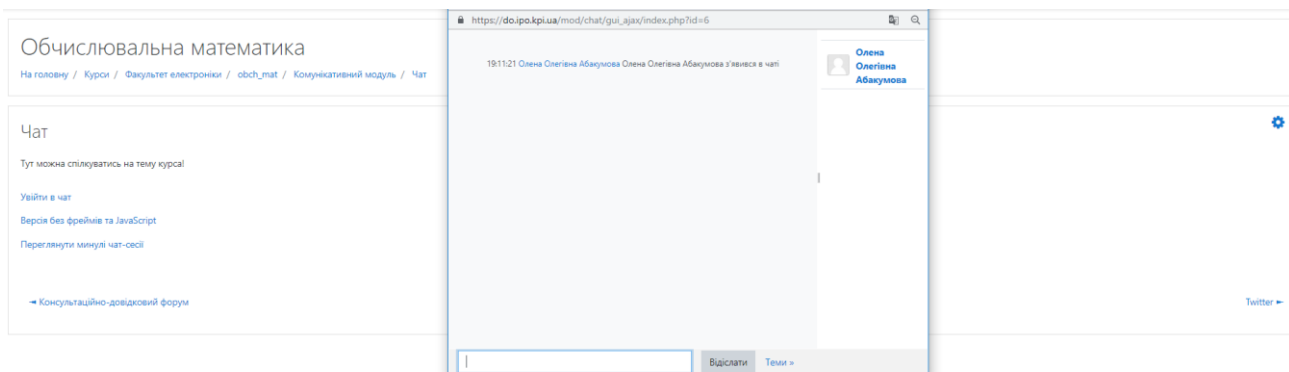 Обчислювальна математика
На головну / Курси / Факультет електроніки / obch_mat / Комунікативний модуль / Чат
Чат
Тут можна спілкуватись на тему курса!
Увійти в чат
Версія без фреймів та JavaScript
Переглянути минулі чат-сесії
◄ Консультаційно-довідковий форум
https://do.ipo.kpi.ua/mod/chat/gui_ajax/index.php?id=6
19:11:21 Олена Олегівна Абакумова Олена Олегівна Абакумова з'явився в чаті
Олена
Олегівна
Абакумова
Відіслати Теми »
Twitter ►